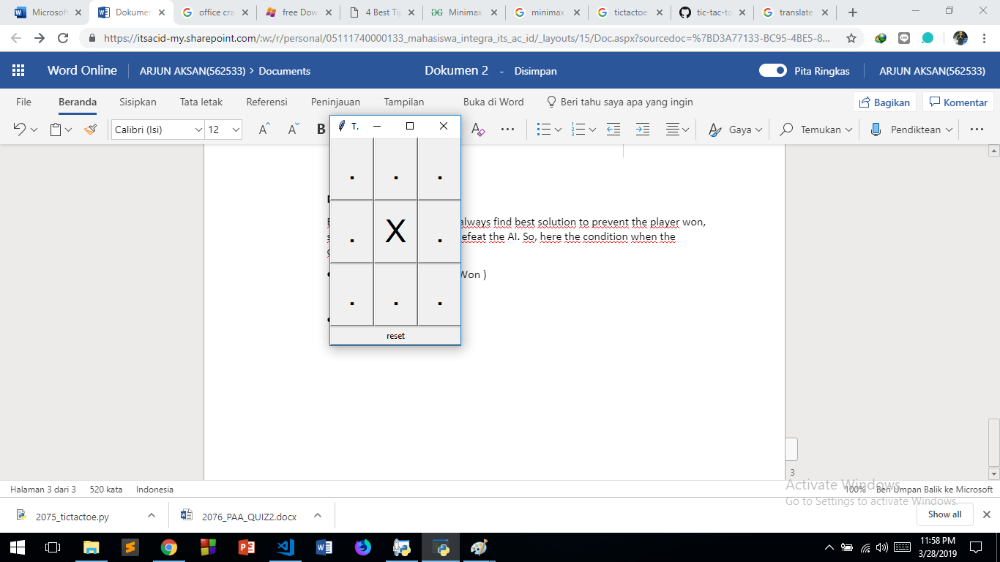 Microsoft
Dokumen
office cra
free Dow
4 Best Tip
Minimax
minimax
tictactoe
tic-tac-to
translate
https://itsacid-my.sharepoint.com/:w:/r/personal/05111740000133_mahasiswa_integra_its_ac_id/_layouts/15/Doc.aspx?sourcedoc=%7BD3A77133-BC95-4BE5-8...
Word Online ARJUN AKSAN(562533) > Documents Dokumen 2 - Disimpan Pita Ringkas ARJUN AKSAN(562533)
File Beranda Sisipkan Tata letak Referensi Peninjauan Tampilan Buka di Word Beri tahu saya apa yang ingin Bagikan Komentar
Calibri (Isi) 12 B Gaya Temukan Pendiktean
T.
. . .
. X .
. . .
reset
always find best solution to prevent the player won,
efeat the AI. So, here the condition when the
Won )
3
Halaman 3 dari 3 520 kata Indonesia 100% Beri Umpan Balik ke Microsoft
Activate Windows
Go to Settings to activate Windows.
2075_tictactoe.py 2076_PAA_QUIZ2.docx Show all
11:58 PM
3/28/2019